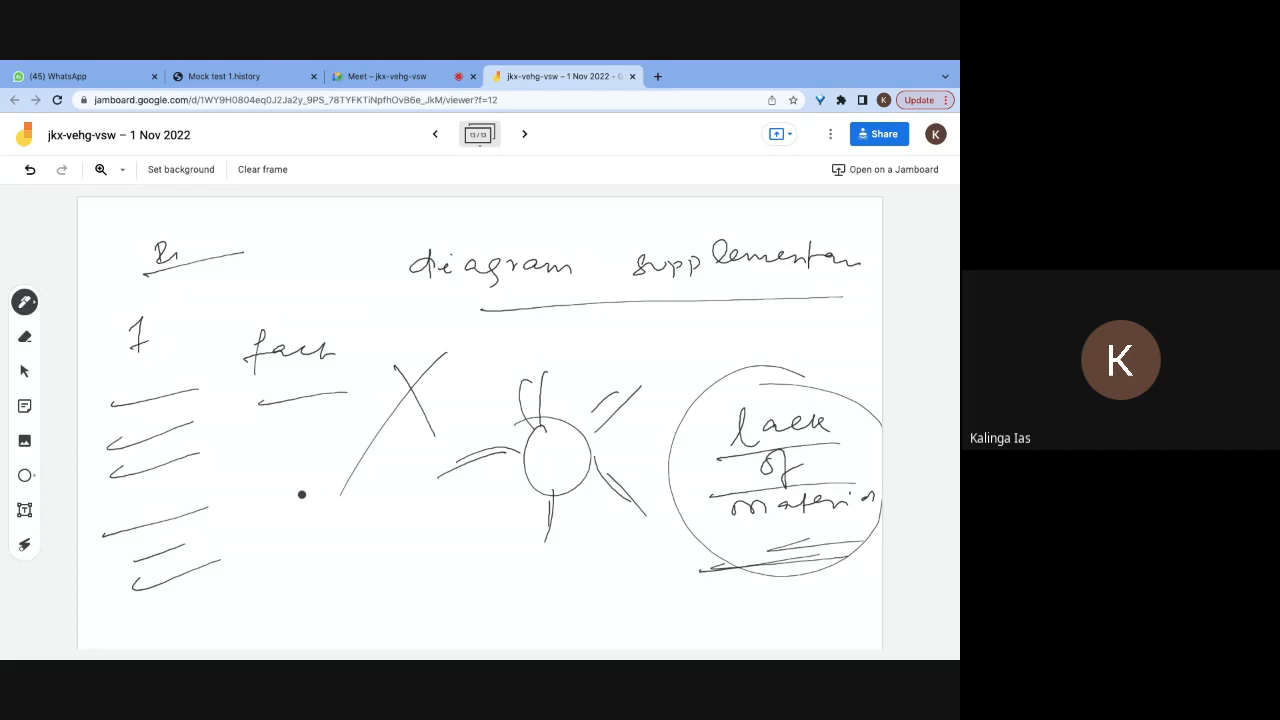 (45) WhatsApp
Mock test 1.history
Meet – jkx-vehg-vsw
jkx-vehg-vsw – 1 Nov 2022 - G
jamboard.google.com/d/1WY9H0804eq0J2Ja2y_9PS_78TYFKTiNpfhOvB6e_JkM/viewer?f=12
K
Update
jkx-vehg-vsw – 1 Nov 2022
13 / 13
Share
K
Set background
Clear frame
Open on a Jamboard
diagram supplementan
fact
lack
of
material
K
Kalinga Ias